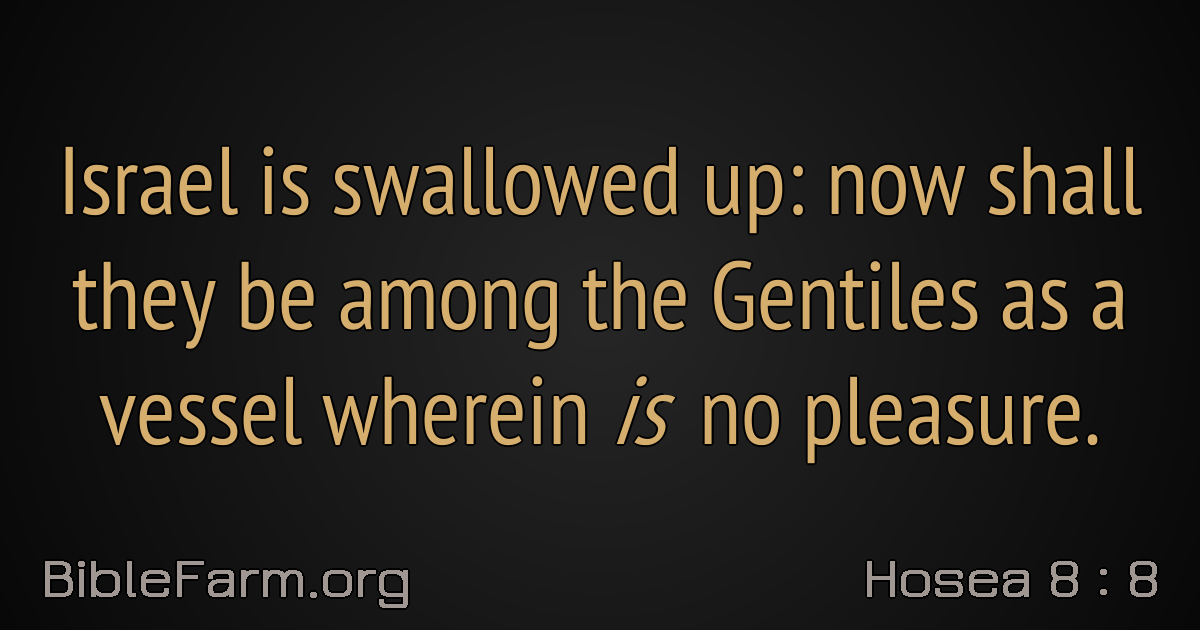 Israel is swallowed up: now shall
they be among the Gentiles as a
vessel wherein is no pleasure.
BibleFarm.org
Hosea 8 : 8